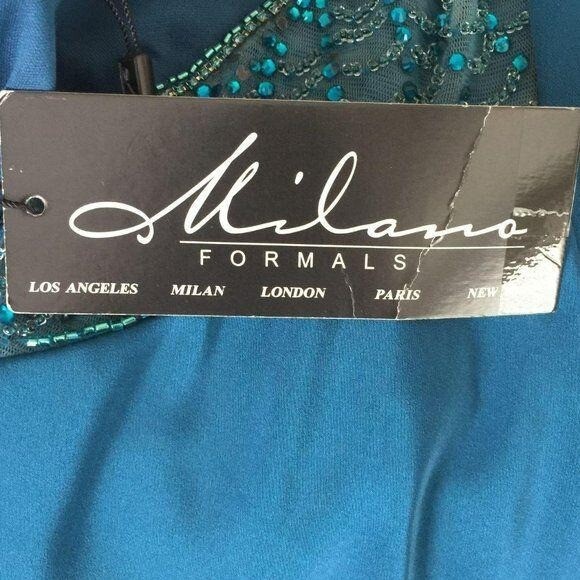 Milano
FORMALS
LOS ANGELES MILAN LONDON PARIS NEW